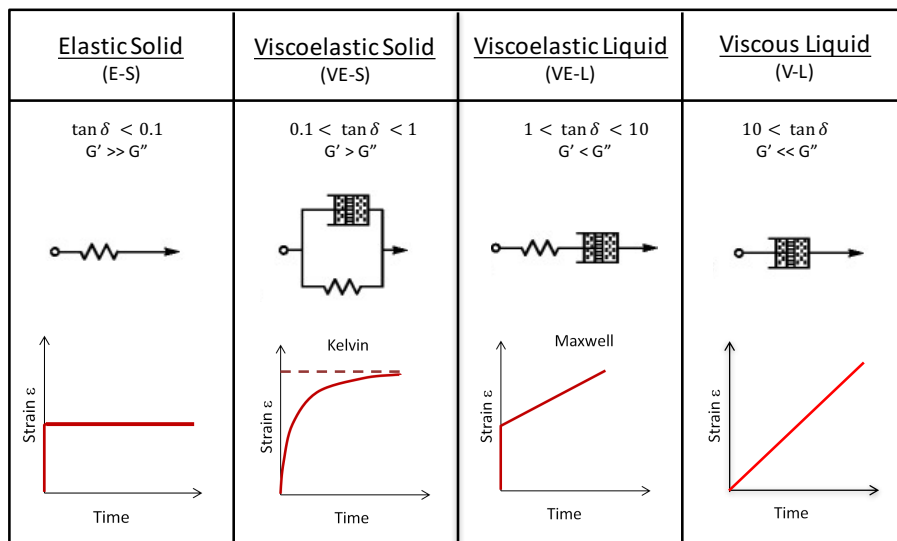 Elastic Solid
(E-S)
Viscoelastic Solid
(VE-S)
Viscoelastic Liquid
(VE-L)
Viscous Liquid
(V-L)
tan δ < 0.1
G' >> G″
0.1 < tan δ < 1
G' > G″
1 < tan δ < 10
G' < G″
10 < tan δ
G' << G″
Strain ε
Time
Kelvin
Strain ε
Time
Maxwell
Strain ε
Time
Strain ε
Time